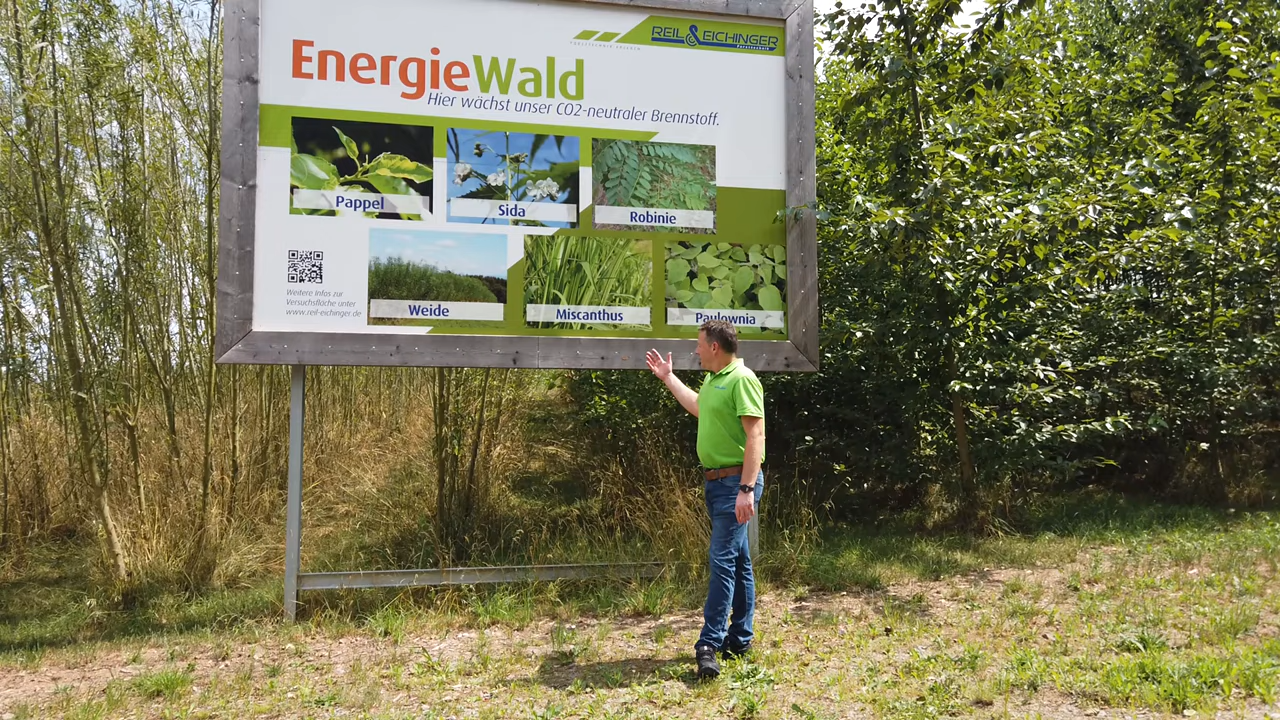 REIL & EICHINGER
Forsttechnik
EnergieWald
Hier wächst unser CO2-neutraler Brennstoff.
Pappel
Sida
Robinie
Weide
Miscanthus
Paulownia
Weitere Infos zur
Versuchsfläche unter
www.reil-eichinger.de